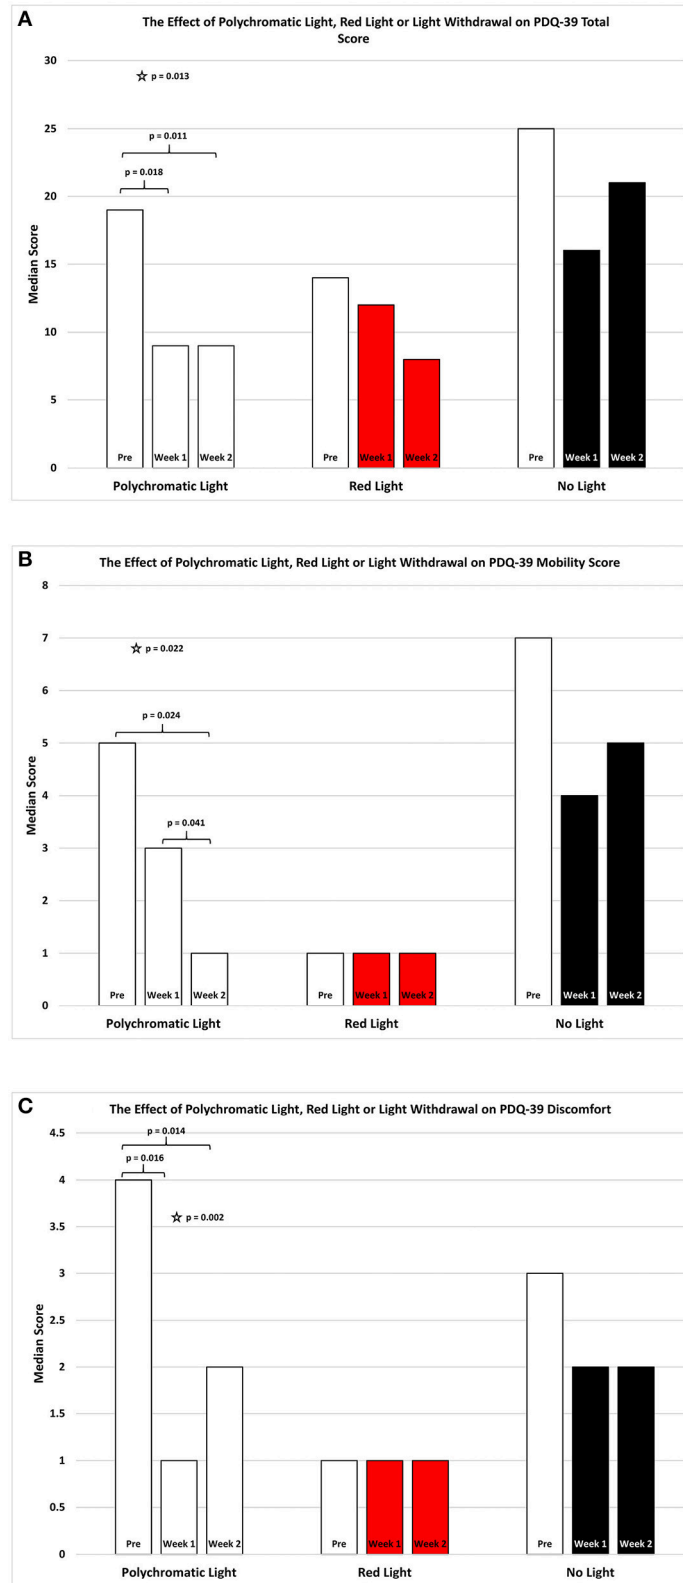 A
The Effect of Polychromatic Light, Red Light or Light Withdrawal on PDQ-39 Total
Score
30
☆ p = 0.013
25
p = 0.011
p = 0.018
20
Median Score
15
10
5
Pre Week 1 Week 2 Pre Week 1 Week 2 Pre Week 1 Week 2
0
Polychromatic Light Red Light No Light
B
The Effect of Polychromatic Light, Red Light or Light Withdrawal on PDQ-39 Mobility Score
8
7
☆ p = 0.022
6
p = 0.024
5
Median Score
4
p = 0.041
3
2
1
Pre Week 1 Week 2 Pre Week 1 Week 2 Pre Week 1 Week 2
0
Polychromatic Light Red Light No Light
C
The Effect of Polychromatic Light, Red Light or Light Withdrawal on PDQ-39 Discomfort
4.5
p = 0.014
p = 0.016
4
☆ p = 0.002
3.5
3
Median Score
2.5
2
1.5
1
0.5
Pre Week 1 Week 2 Pre Week 1 Week 2 Pre Week 1 Week 2
0
Polychromatic Light Red Light No Light